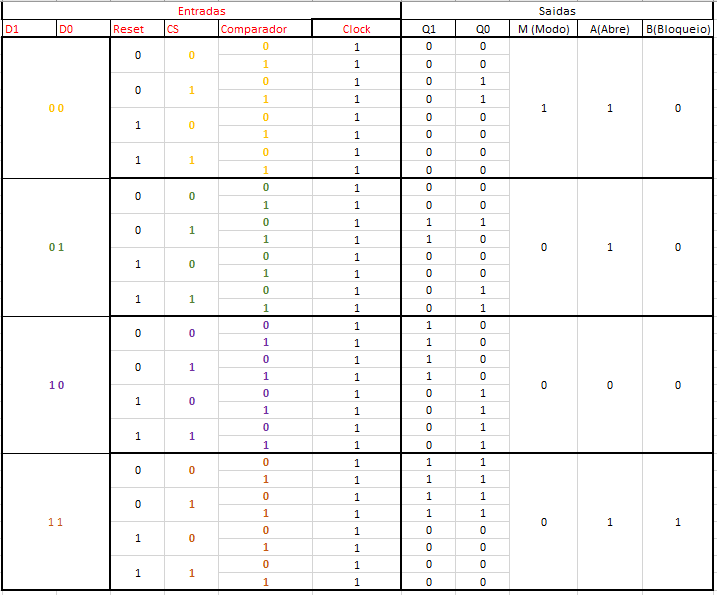 Entradas Saidas
D1 D0 Reset CS Comparador Clock Q1 Q0 M (Modo) A(Abre) B(Bloqueio)
0 1 0 0
0 0
1 1 0 0
0 1 0 1
0 1
1 1 0 1
0 0 1 1 0
0 1 0 0
1 0
1 1 0 0
0 1 0 0
1 1
1 1 0 0
0 1 0 0
0 0
1 1 0 0
0 1 1 1
0 1
1 1 1 0
0 1 0 1 0
0 1 0 0
1 0
1 1 0 0
0 1 0 1
1 1
1 1 0 1
0 1 1 0
0 0
1 1 1 0
0 1 1 0
0 1
1 1 1 0
1 0 0 0 0
0 1 0 1
1 0
1 1 0 1
0 1 0 1
1 1
1 1 0 1
0 1 1 1
0 0
1 1 1 1
0 1 1 1
0 1
1 1 1 1
1 1 0 1 1
0 1 0 0
1 0
1 1 0 0
0 1 0 0
1 1
1 1 0 0